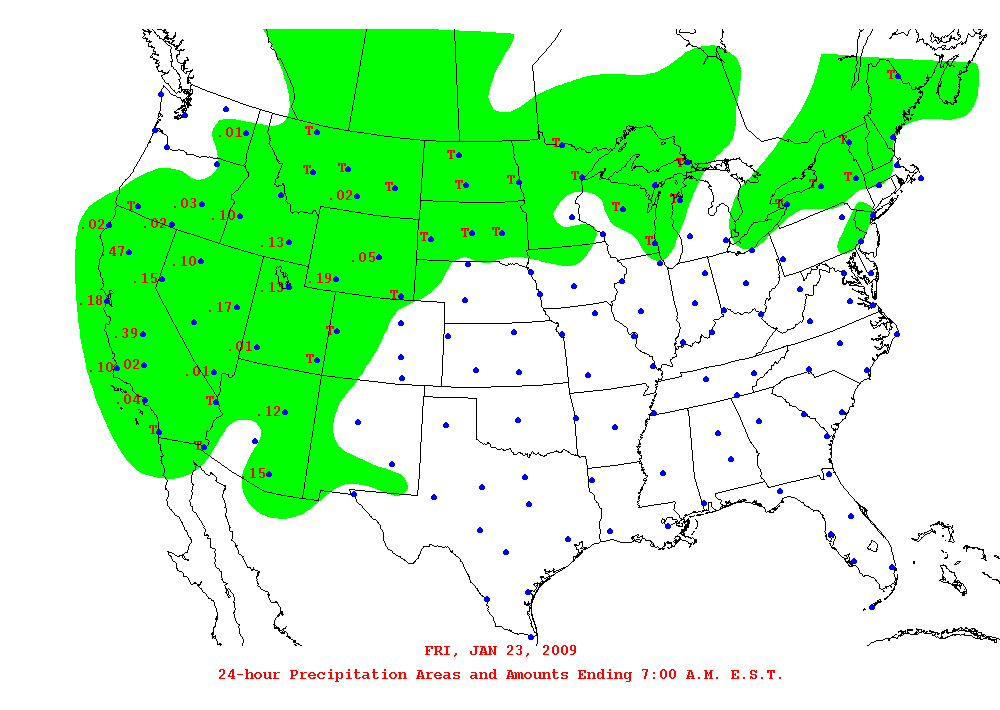 T
.01 T
T
T
T
T
T
T T
T
T
T
T
T
.02
T
T
T
.03
T
.02
.02
.10
T T T
T
.13
47
.05
.10
.15
.19
.13
T
.18
.17
T
.39
.01
T
.10 .02
.01
.04
T
.12
T
T
15
FRI, JAN 23, 2009
24-hour Precipitation Areas and Amounts Ending 7:00 A.M. E.S.T.